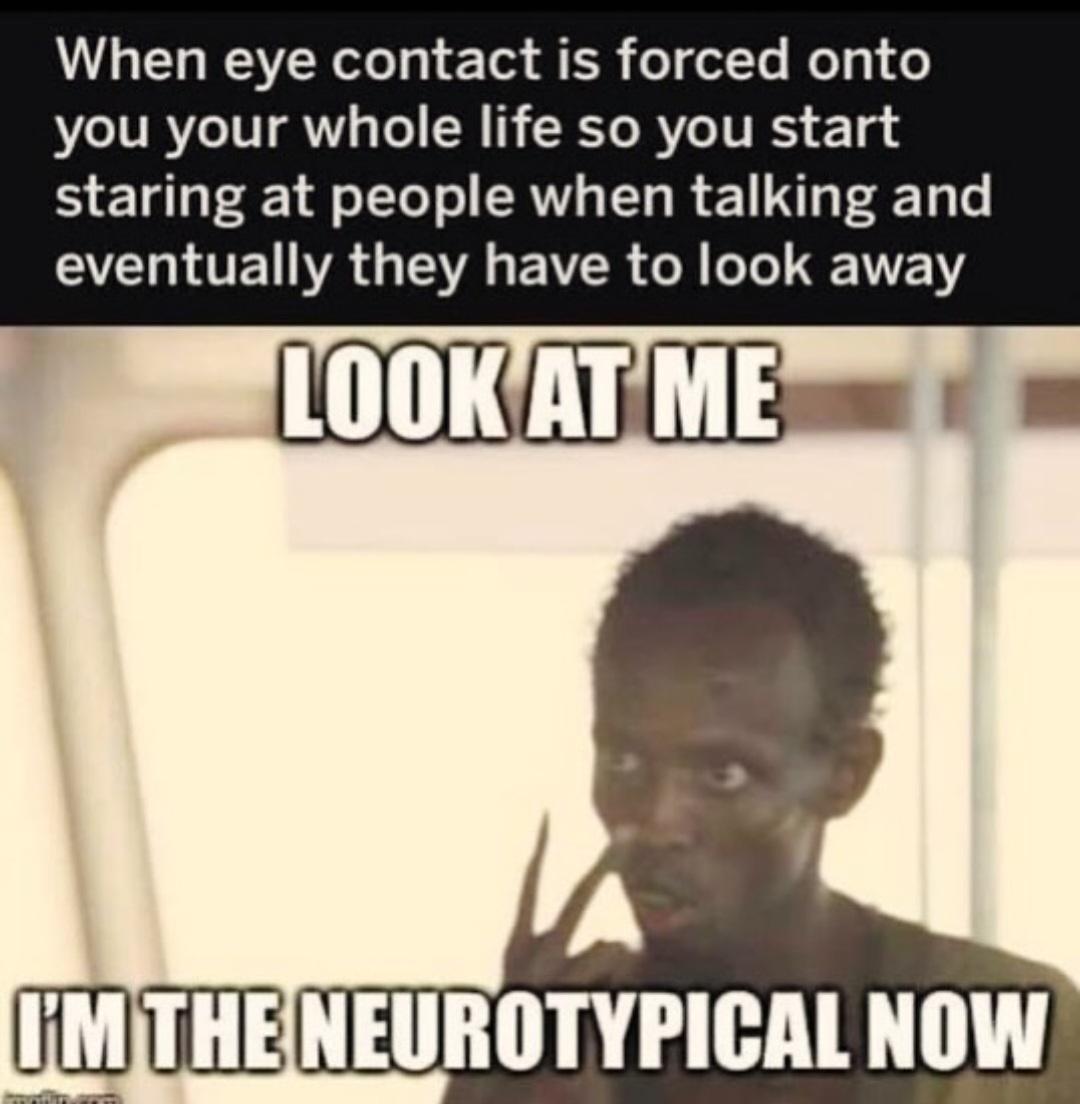 When eye contact is forced onto
you your whole life so you start
staring at people when talking and
eventually they have to look away
LOOK AT ME
I'M THE NEUROTYPICAL NOW